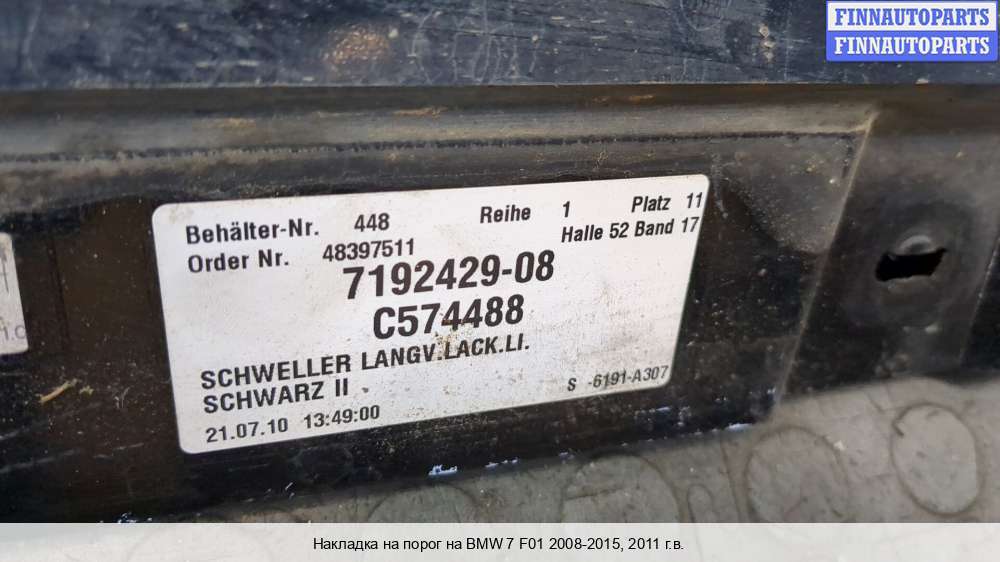 FINNAUTOPARTS
FINNAUTOPARTS
Behälter-Nr. 448 Reihe 1 Platz 11
Order Nr. 48397511 Halle 52 Band 17
7192429-08
C574488
SCHWELLER LANGV.LACK.LI.
SCHWARZ II
21.07.10 13:49:00 S -6191-A307
Накладка на порог на BMW 7 F01 2008-2015, 2011 г.в.